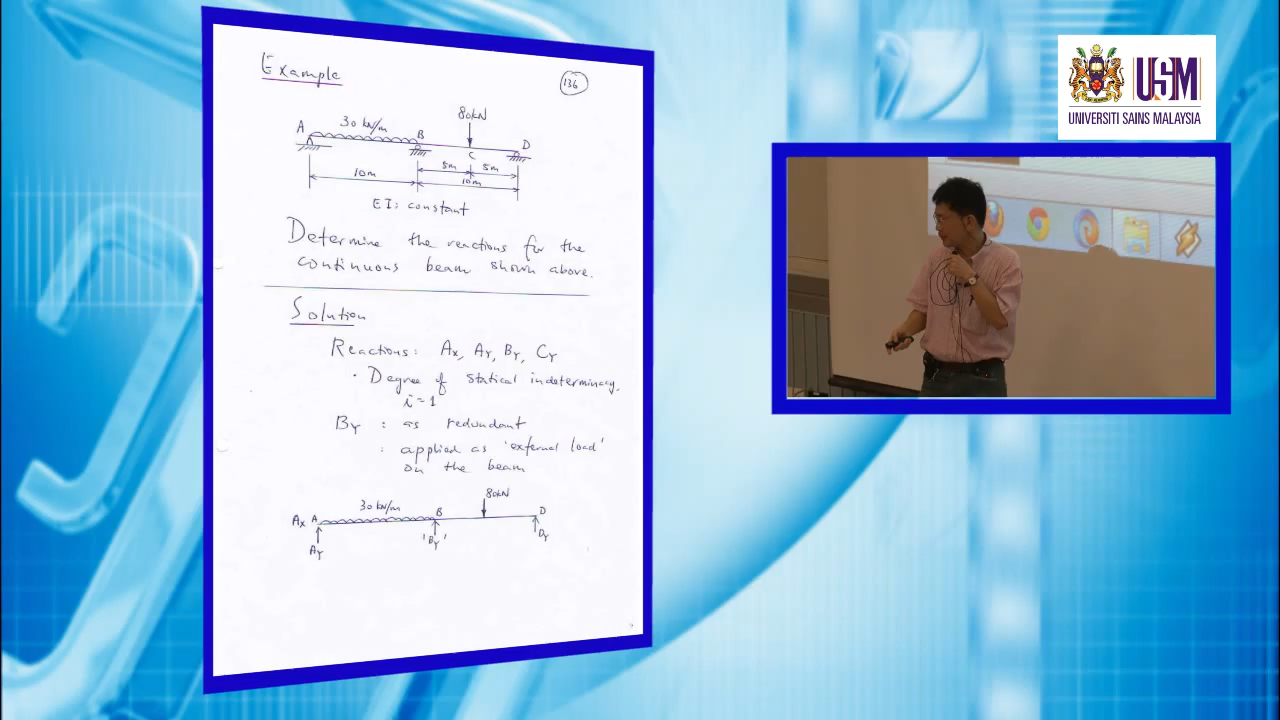 Example
136
80kN
30 kN/m
A
B
C
D
5m
5m
10m
10m
EI: constant
Determine the reactions for the
continuous beam shown above.
Solution
Reactions: Ax, AY, BY, CY
· Degree of statical indeterminacy,
i=1
BY : as redundant
: applied as 'external load'
on the beam
30 kN/m
80kN
Ax
A
B
D
AY
'BY'
DY
USM
UNIVERSITI SAINS MALAYSIA